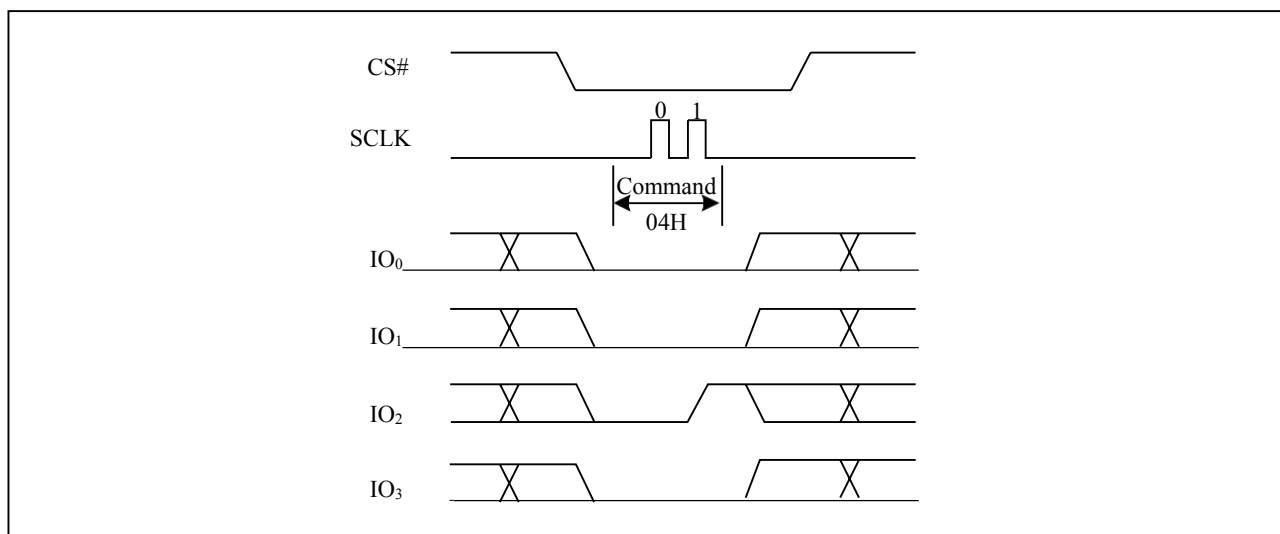 CS#
0 1
SCLK
Command
04H
IO₀
IO₁
IO₂
IO₃